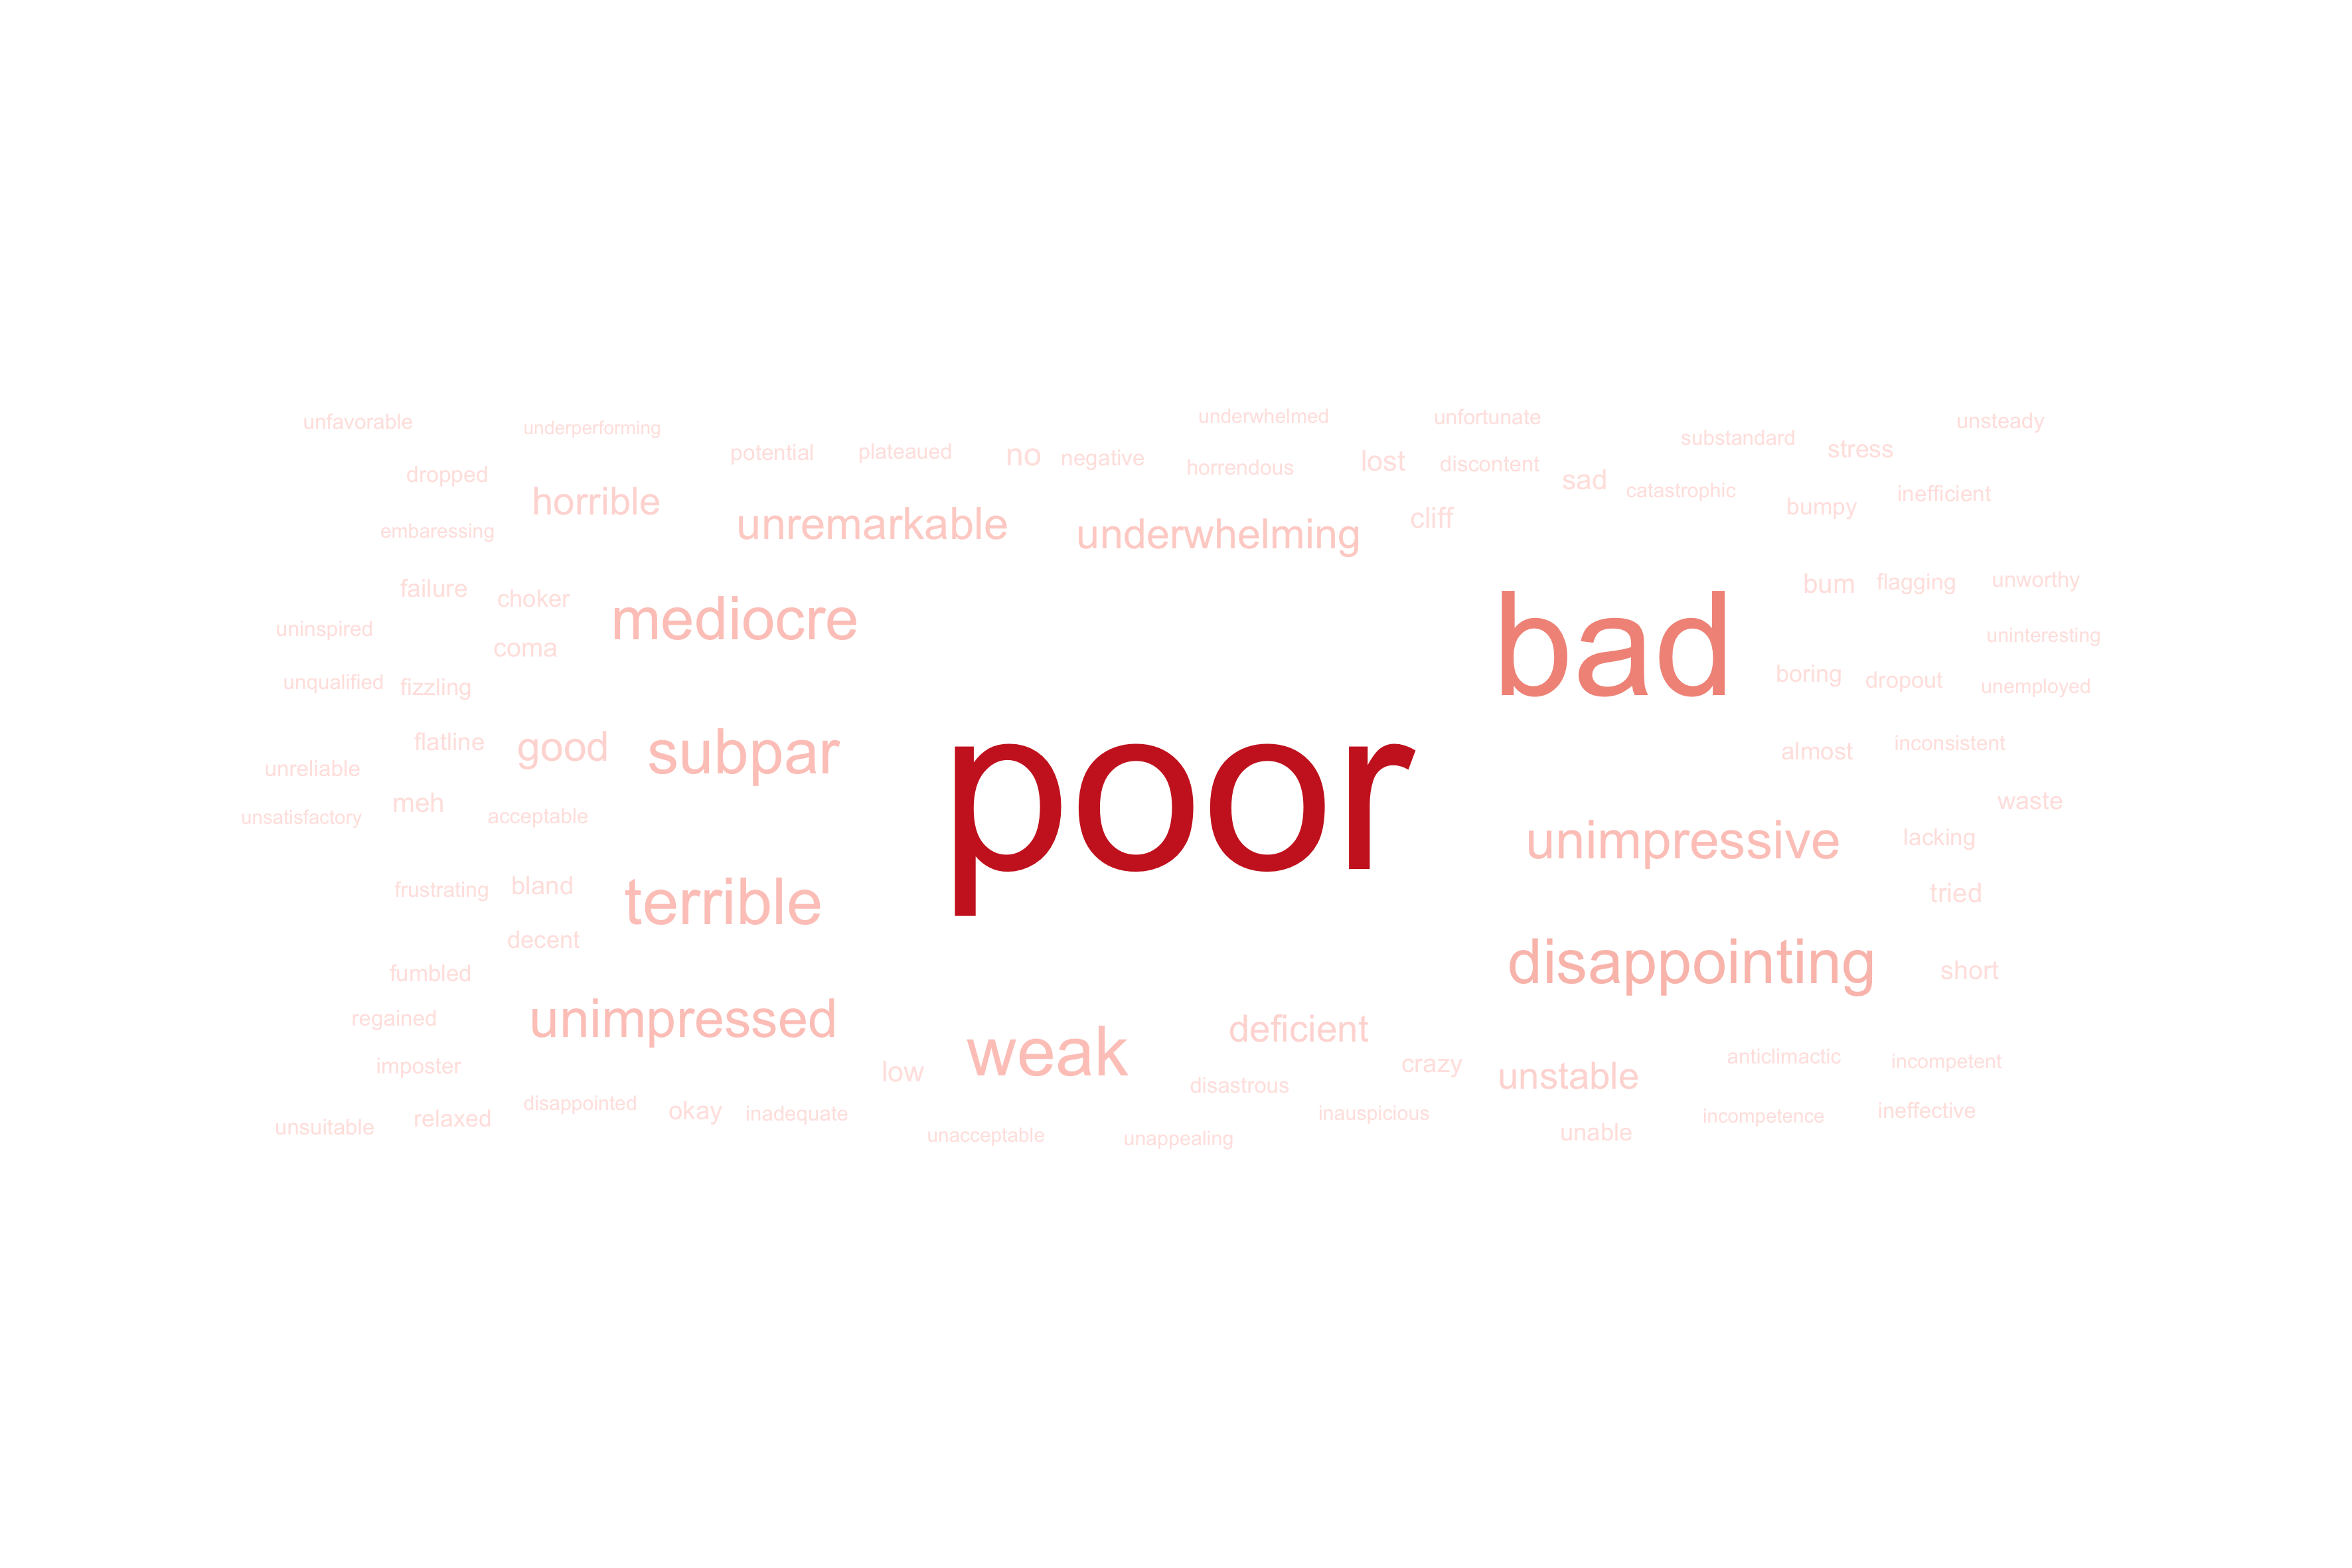 underwhelmed
unfortunate
unfavorable
unsteady
underperforming
substandard
stress
potential
plateaued
no
negative
horrendous
lost
discontent
dropped
sad
catastrophic
inefficient
horrible
bumpy
unremarkable
underwhelming
cliff
embaressing
failure
choker
mediocre
bad
bum
flagging
unworthy
uninspired
coma
uninteresting
unqualified
fizzling
boring
dropout
unemployed
flatline
good
subpar
poor
almost
inconsistent
unreliable
meh
waste
unsatisfactory
acceptable
unimpressive
lacking
frustrating
bland
terrible
tried
decent
disappointing
fumbled
short
regained
unimpressed
deficient
imposter
low
weak
crazy
unstable
anticlimactic
incompetent
disastrous
unsuitable
relaxed
disappointed
okay
inadequate
inauspicious
incompetence
ineffective
unacceptable
unappealing
unable